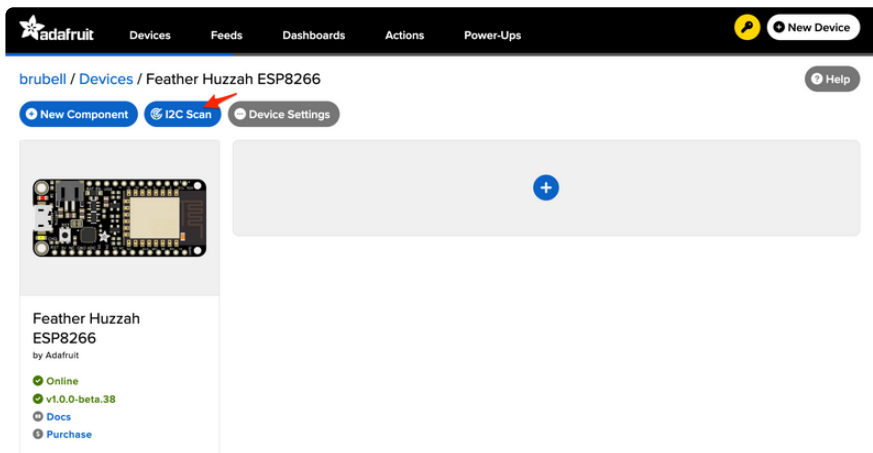 adafruit Devices Feeds Dashboards Actions Power-Ups New Device
brubell / Devices / Feather Huzzah ESP8266 Help
New Component I2C Scan Device Settings
Feather Huzzah
ESP8266
by Adafruit
Online
v1.0.0-beta.38
Docs
Purchase